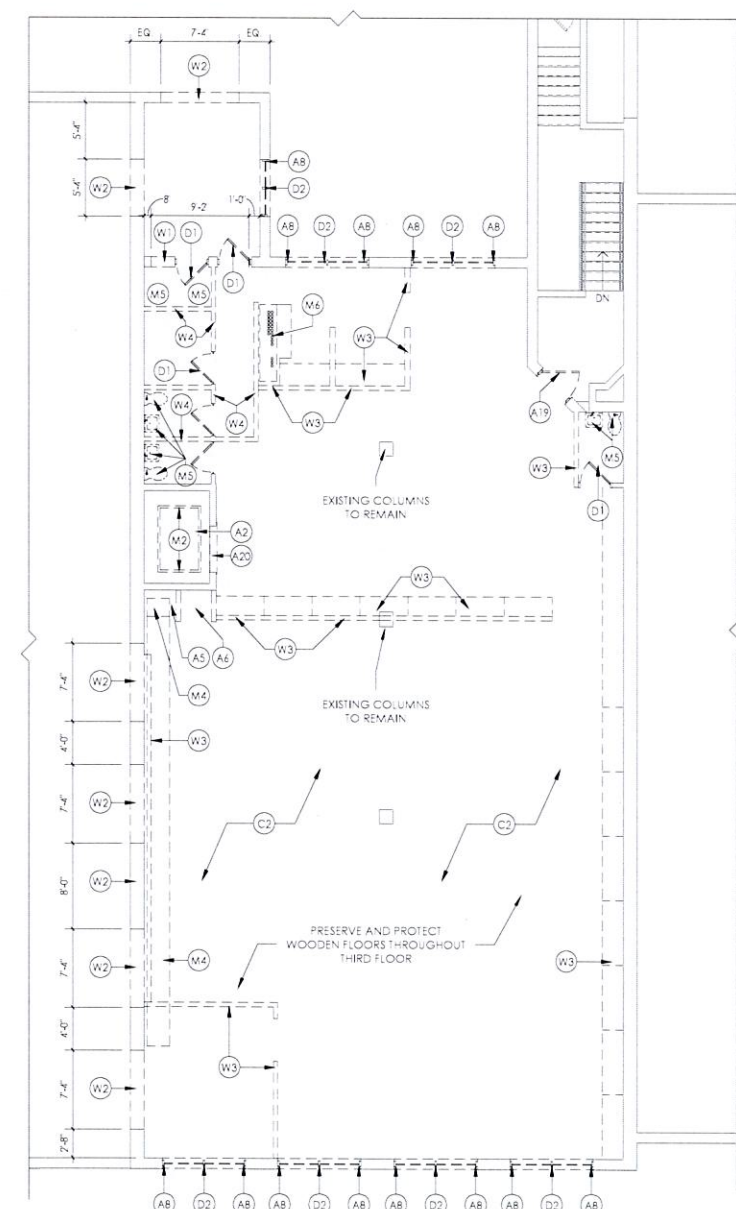 EQ. 7'-4" EQ.
W2
5'-4"
A8
5'-4"
W2
D2
8" 9'-2" 1'-0"
A8 D2 A8 A8 D2 A8
W1 D1
D1
M5 M5
M6
DN
W4
W3
D1
W4
W3
A19
W4
M5
W3
M5
EXISTING COLUMNS
TO REMAIN
D1
A2
M2
A20
W3
A5 A6
W3
M4
W2
7'-4"
EXISTING COLUMNS
TO REMAIN
W3
4'-0"
W2
7'-4"
C2 C2
W2
8'-0"
PRESERVE AND PROTECT
WOODEN FLOORS THROUGHOUT
THIRD FLOOR
W2
7'-4"
M4
W3
4'-0"
W3
W2
7'-4"
2'-8"
A8 D2 A8 A8 D2 A8 A8 D2 A8 A8 D2 A8